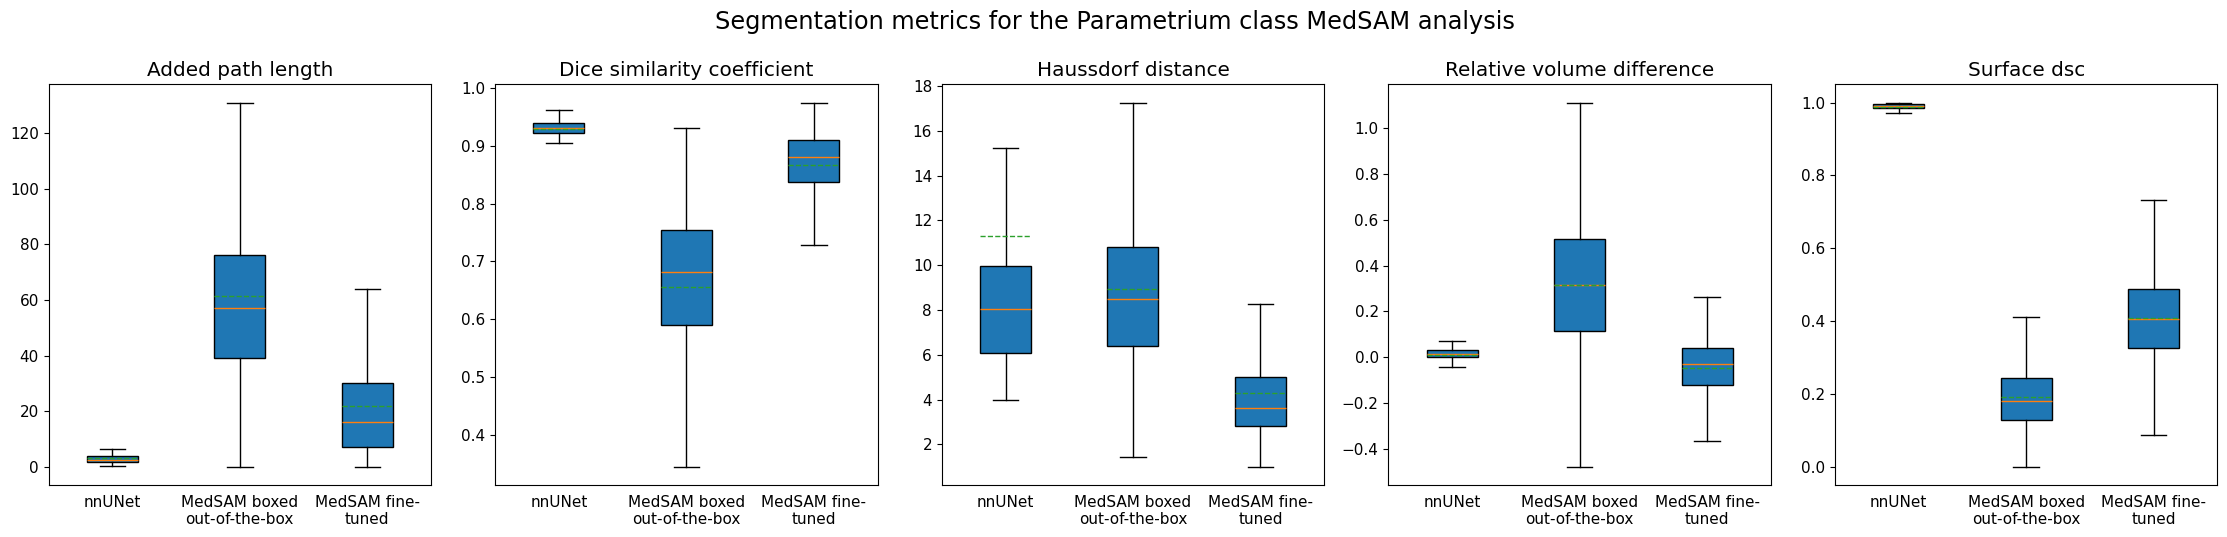 Segmentation metrics for the Parametrium class MedSAM analysis
Added path length
120
100
80
60
40
20
0
nnUNet
MedSAM boxed
out-of-the-box
MedSAM fine-
tuned
Dice similarity coefficient
1.0
0.9
0.8
0.7
0.6
0.5
0.4
nnUNet
MedSAM boxed
out-of-the-box
MedSAM fine-
tuned
Haussdorf distance
18
16
14
12
10
8
6
4
2
nnUNet
MedSAM boxed
out-of-the-box
MedSAM fine-
tuned
Relative volume difference
1.0
0.8
0.6
0.4
0.2
0.0
−0.2
−0.4
nnUNet
MedSAM boxed
out-of-the-box
MedSAM fine-
tuned
Surface dsc
1.0
0.8
0.6
0.4
0.2
0.0
nnUNet
MedSAM boxed
out-of-the-box
MedSAM fine-
tuned